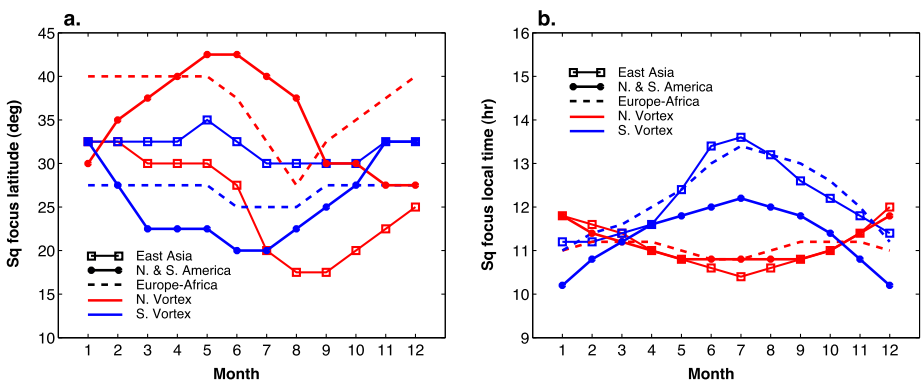 a.
Sq focus latitude (deg)
45
40
35
30
25
20
15
10
East Asia
N. & S. America
Europe-Africa
N. Vortex
S. Vortex
1 2 3 4 5 6 7 8 9 10 11 12
Month
b.
Sq focus local time (hr)
16
15
14
13
12
11
10
9
East Asia
N. & S. America
Europe-Africa
N. Vortex
S. Vortex
1 2 3 4 5 6 7 8 9 10 11 12
Month